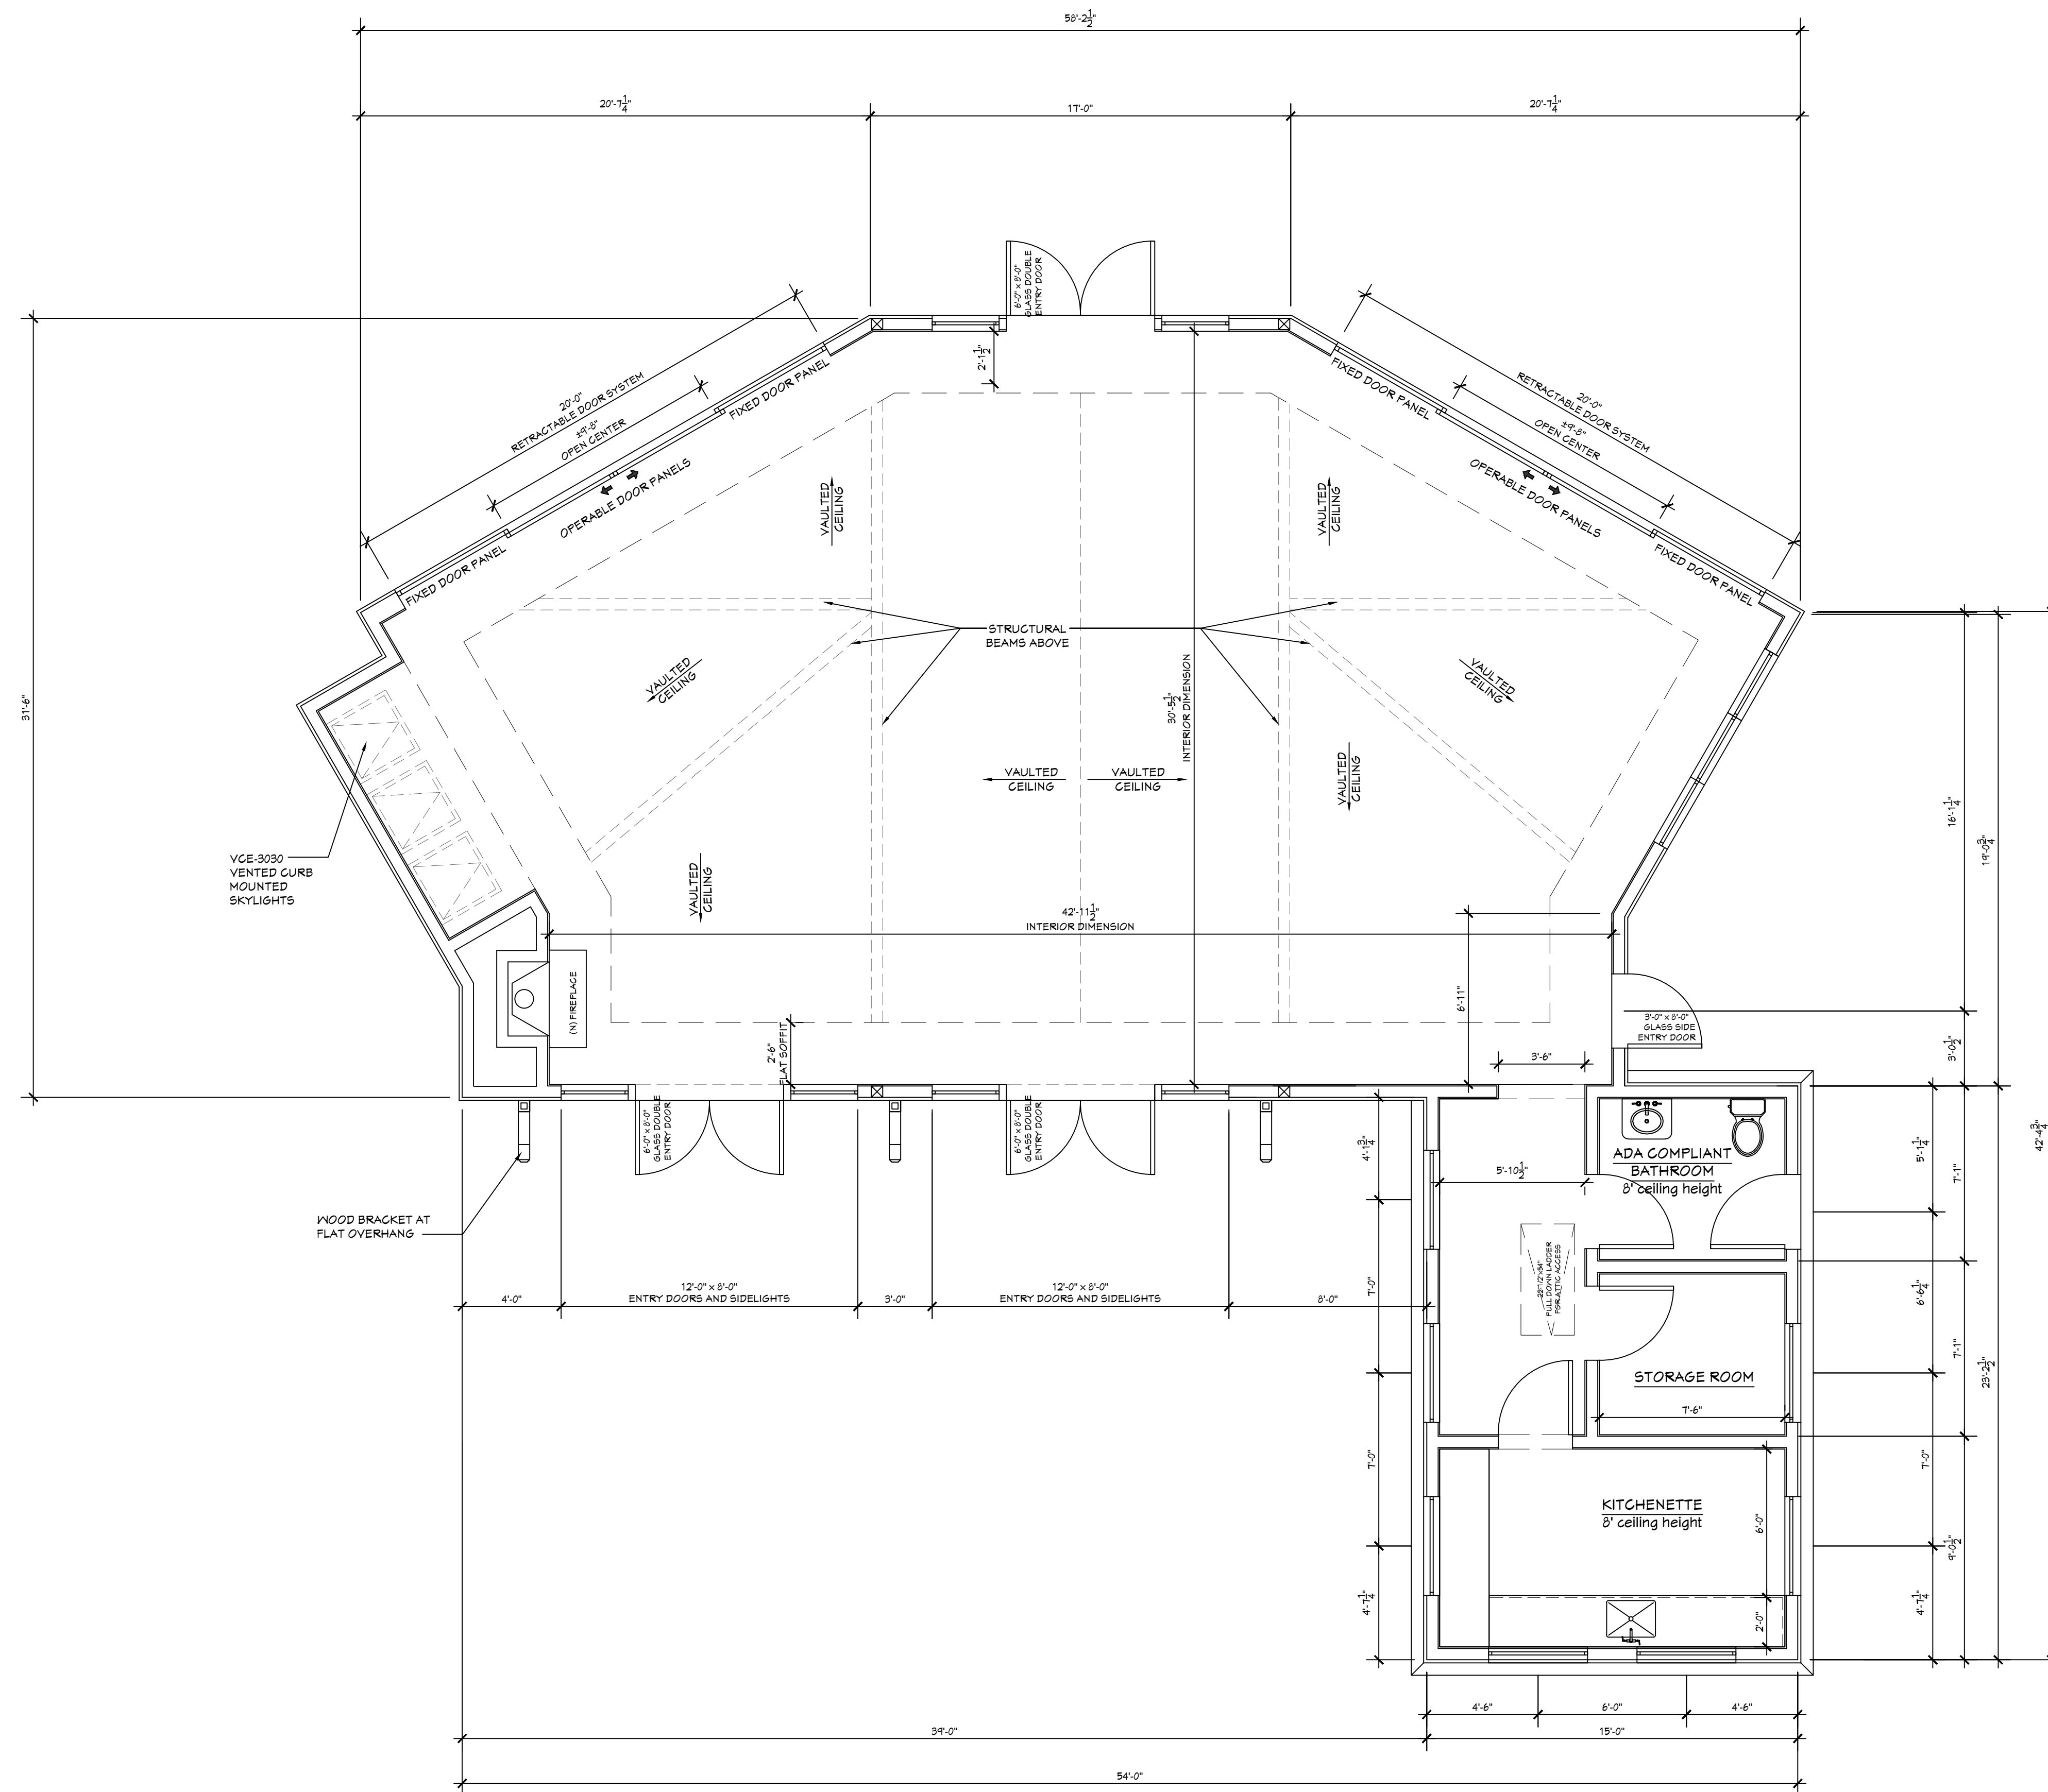 58'-2 1/2"
20'-7 1/4"
17'-0"
20'-7 1/4"
6'-0" x 8'-0"
GLASS DOUBLE
ENTRY DOOR
2'-1 1/2"
20'-0"
RETRACTABLE DOOR SYSTEM
±9'-8"
OPEN CENTER
FIXED DOOR PANEL
OPERABLE DOOR PANELS
FIXED DOOR PANEL
20'-0"
RETRACTABLE DOOR SYSTEM
±9'-8"
OPEN CENTER
FIXED DOOR PANEL
OPERABLE DOOR PANELS
FIXED DOOR PANEL
VAULTED
CEILING
VAULTED
CEILING
31'-6"
STRUCTURAL
BEAMS ABOVE
VAULTED
CEILING
VAULTED
CEILING
30'-5 1/2"
INTERIOR DIMENSION
VAULTED
CEILING
VAULTED
CEILING
VAULTED
CEILING
VAULTED
CEILING
16'-1 1/4"
19'-0 3/4"
VCE-3030
VENTED CURB
MOUNTED
SKYLIGHTS
42'-11 1/2"
INTERIOR DIMENSION
(N) FIREPLACE
6'-11"
3'-0" x 8'-0"
GLASS SIDE
ENTRY DOOR
3'-0 1/2"
2'-6"
FLAT SOFFIT
3'-6"
6'-0" x 8'-0"
GLASS DOUBLE
ENTRY DOOR
6'-0" x 8'-0"
GLASS DOUBLE
ENTRY DOOR
4'-1 3/4"
5'-10 1/2"
ADA COMPLIANT
BATHROOM
8' ceiling height
5'-1 1/4"
7'-1"
42'-4 3/4"
WOOD BRACKET AT
FLAT OVERHANG
22-1/2"x54"
PULL DOWN LADDER
FOR ATTIC ACCESS
4'-0"
12'-0" x 8'-0"
ENTRY DOORS AND SIDELIGHTS
3'-0"
12'-0" x 8'-0"
ENTRY DOORS AND SIDELIGHTS
8'-0"
7'-0"
6'-6 1/4"
7'-1"
23'-2 1/2"
STORAGE ROOM
7'-6"
7'-0"
7'-0"
KITCHENETTE
8' ceiling height
6'-0"
9'-0 1/2"
4'-7 1/4"
2'-0"
4'-7 1/4"
4'-6"
6'-0"
4'-6"
39'-0"
15'-0"
54'-0"